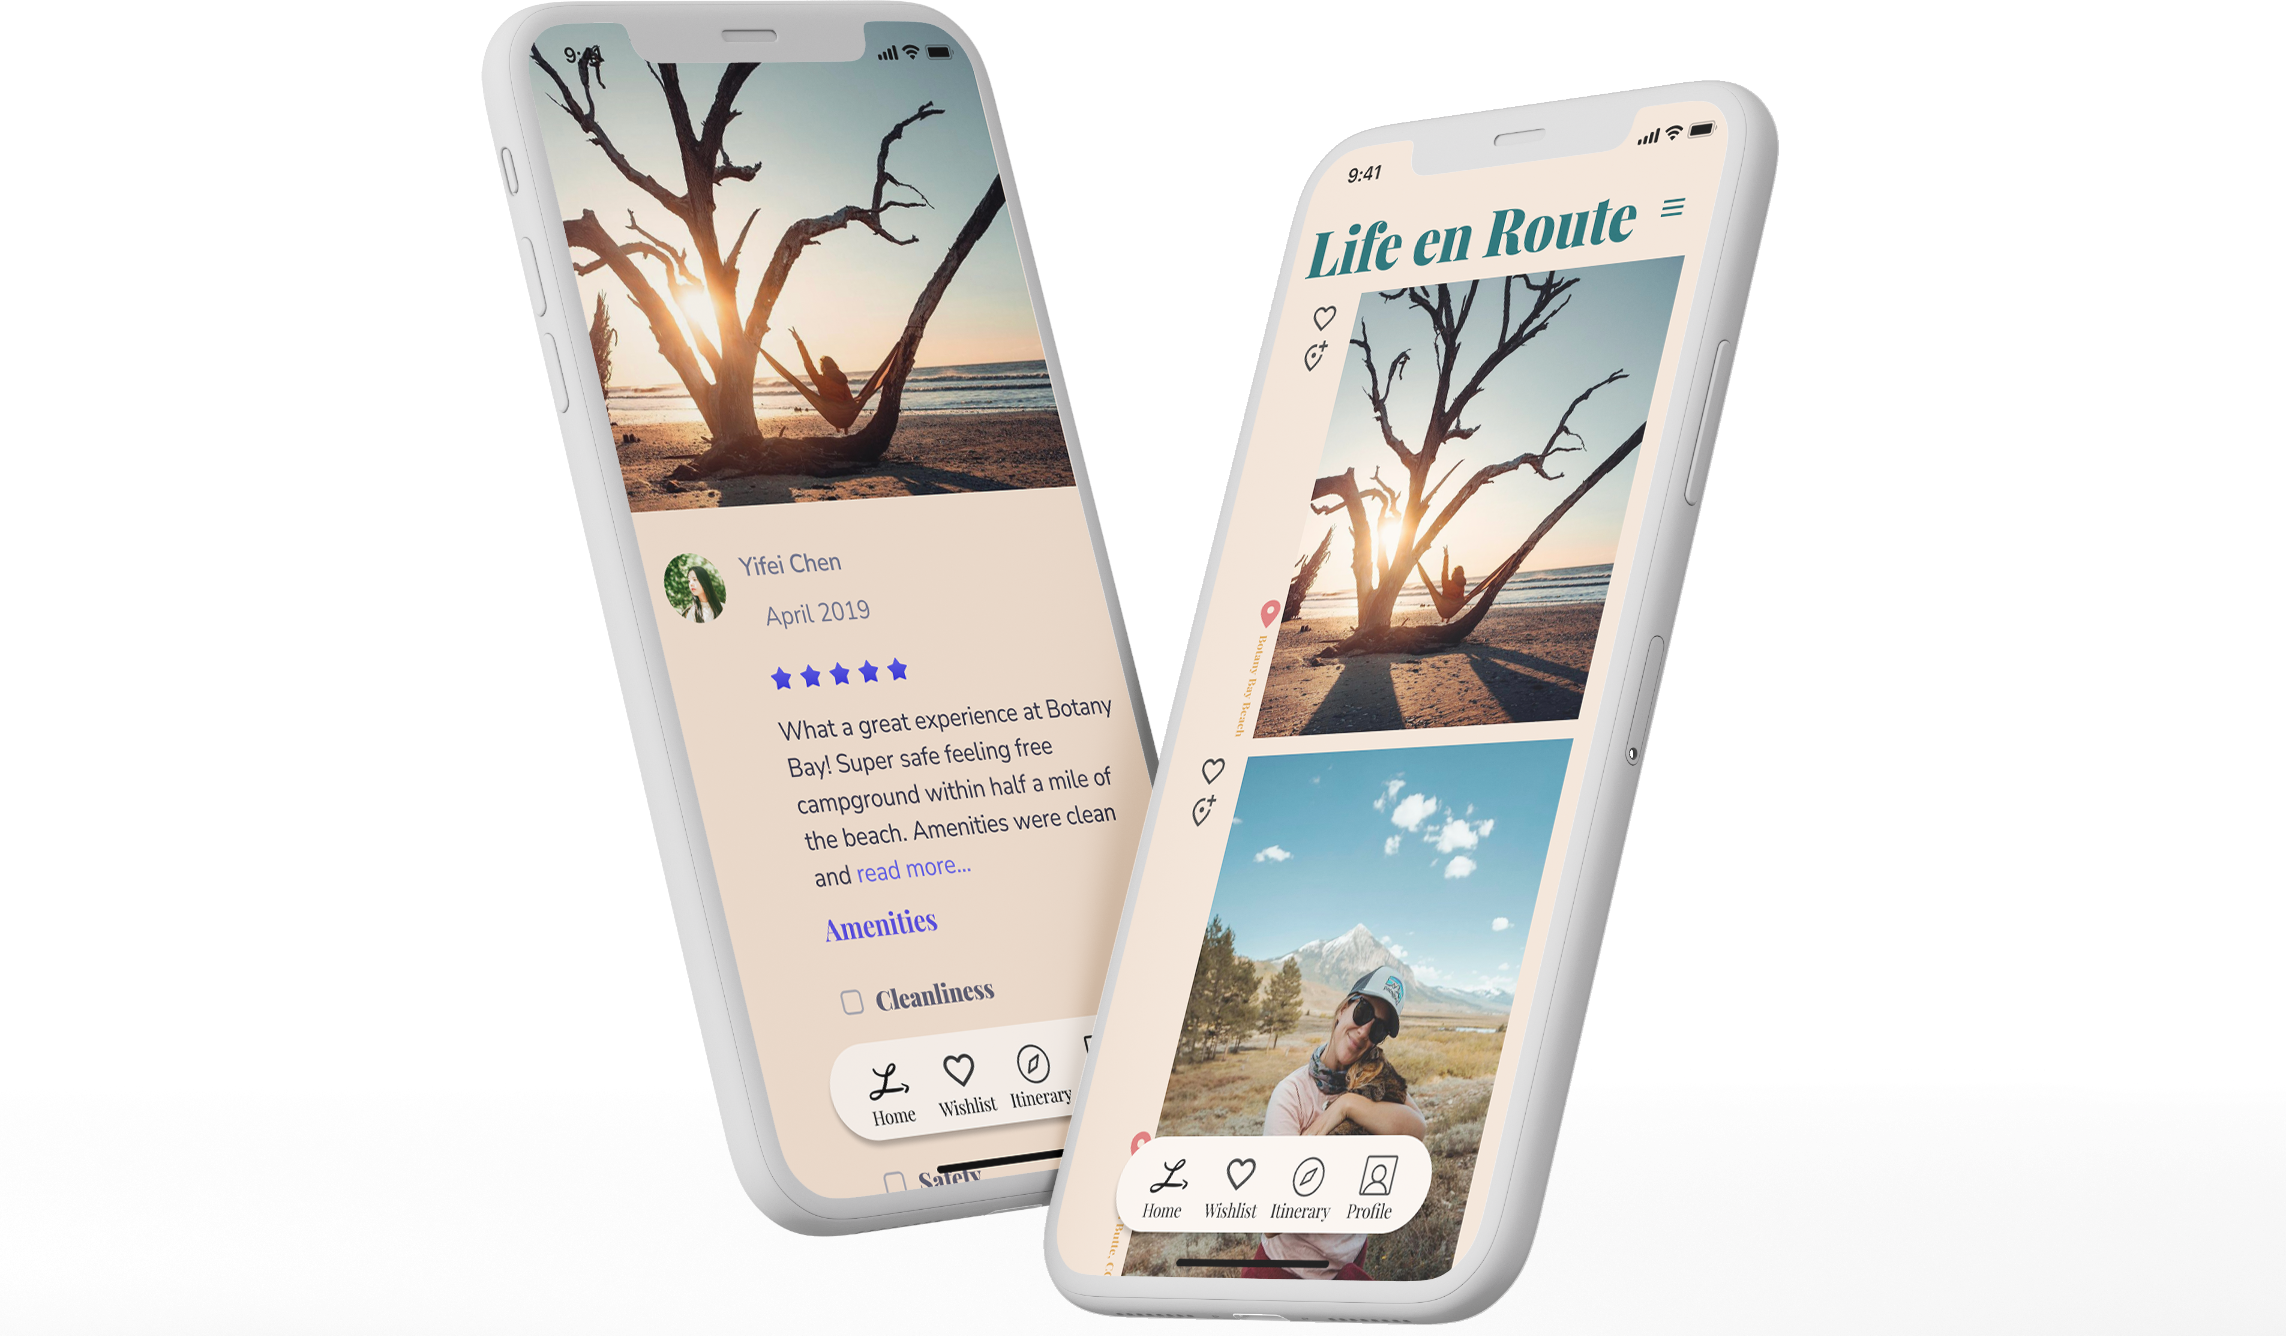 9:41
Yifei Chen
April 2019
What a great experience at Botany
Bay! Super safe feeling free
campground within half a mile of
the beach. Amenities were clean
and read more...
Amenities
Cleanliness
Home Wishlist Itinerary
Safety
9:41
Life en Route
Botany Bay Beach
Butte, CO
Home Wishlist Itinerary Profile